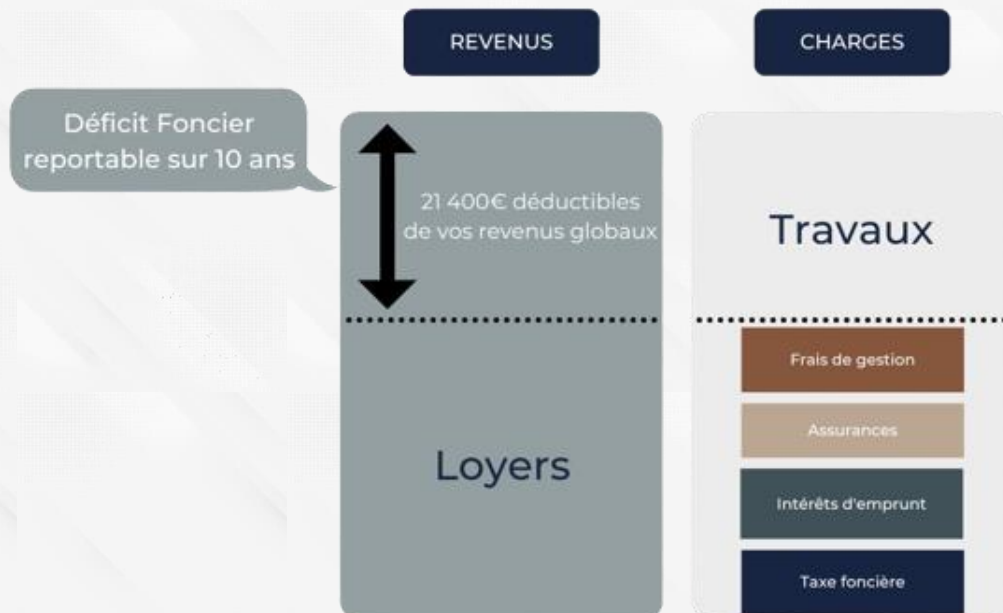 REVENUS
CHARGES
Déficit Foncier
reportable sur 10 ans
21 400€ déductibles
de vos revenus globaux
Travaux
Loyers
Frais de gestion
Assurances
Intérêts d'emprunt
Taxe foncière